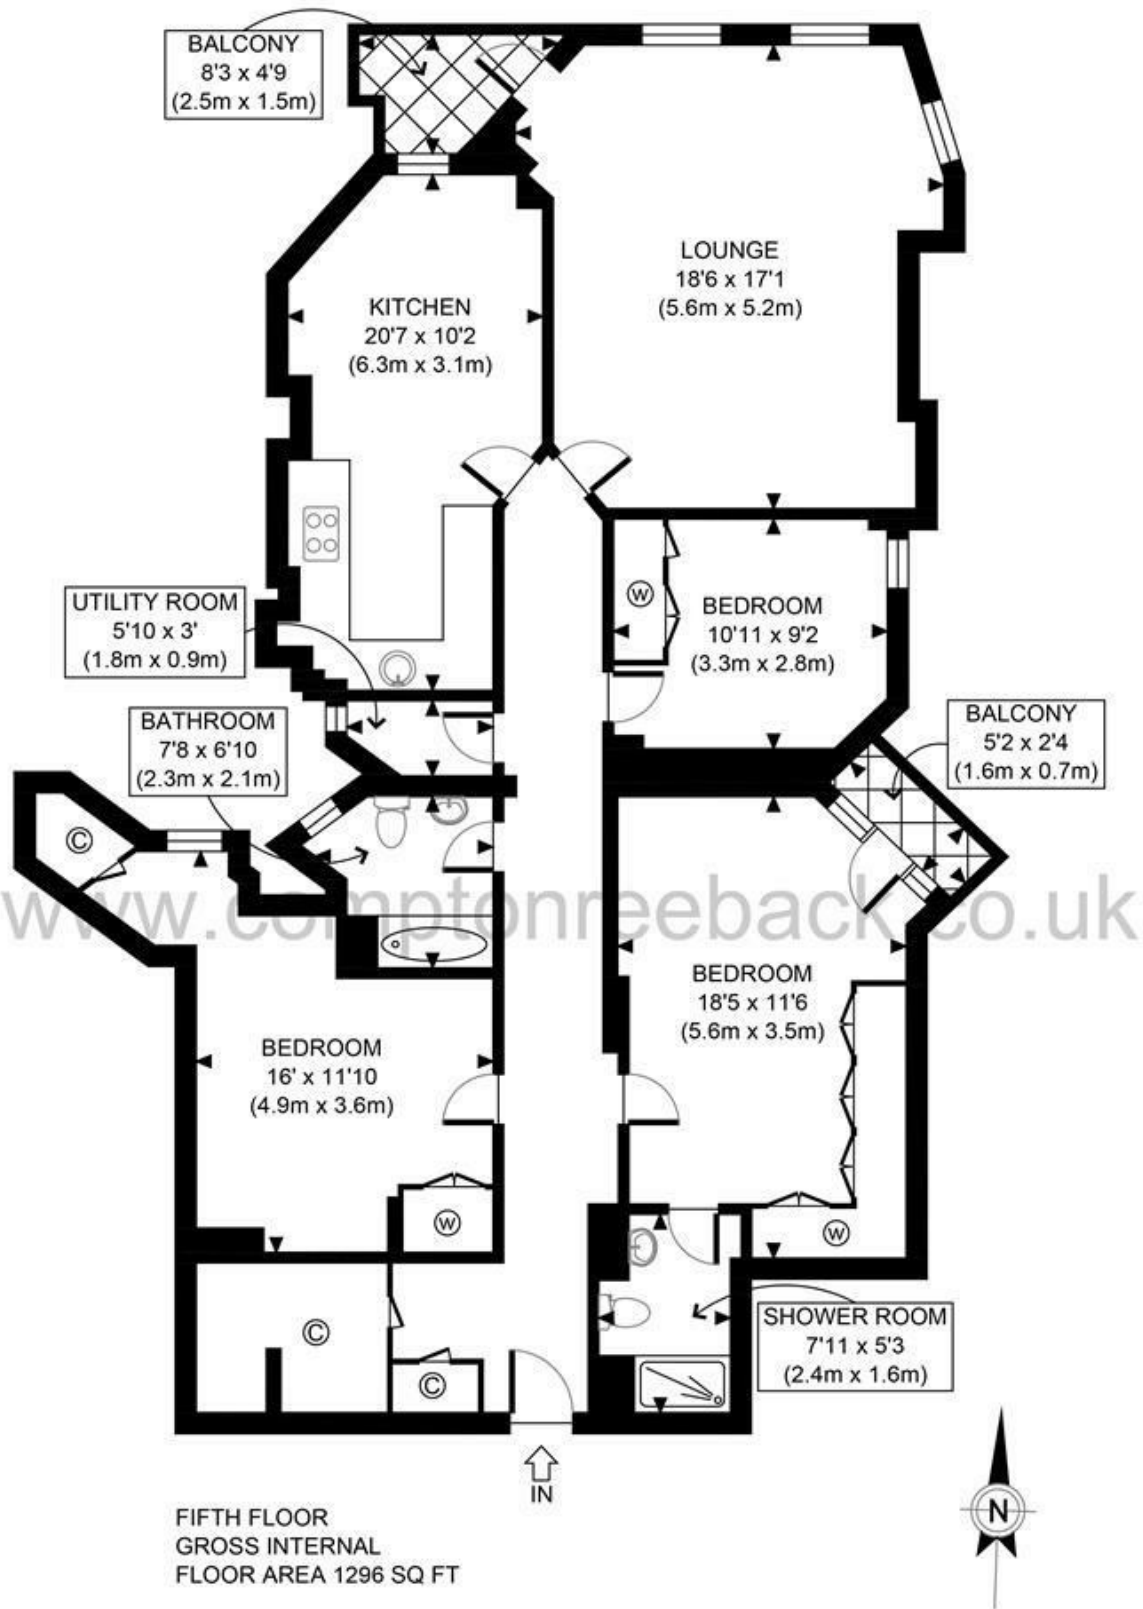 BALCONY
8'3 x 4'9
(2.5m x 1.5m)
LOUNGE
18'6 x 17'1
(5.6m x 5.2m)
KITCHEN
20'7 x 10'2
(6.3m x 3.1m)
UTILITY ROOM
5'10 x 3'
(1.8m x 0.9m)
W
BEDROOM
10'11 x 9'2
(3.3m x 2.8m)
BATHROOM
7'8 x 6'10
(2.3m x 2.1m)
BALCONY
5'2 x 2'4
(1.6m x 0.7m)
C
www.comptonreeback.co.uk
BEDROOM
18'5 x 11'6
(5.6m x 3.5m)
BEDROOM
16' x 11'10
(4.9m x 3.6m)
W
W
C
C
SHOWER ROOM
7'11 x 5'3
(2.4m x 1.6m)
IN
N
FIFTH FLOOR
GROSS INTERNAL
FLOOR AREA 1296 SQ FT